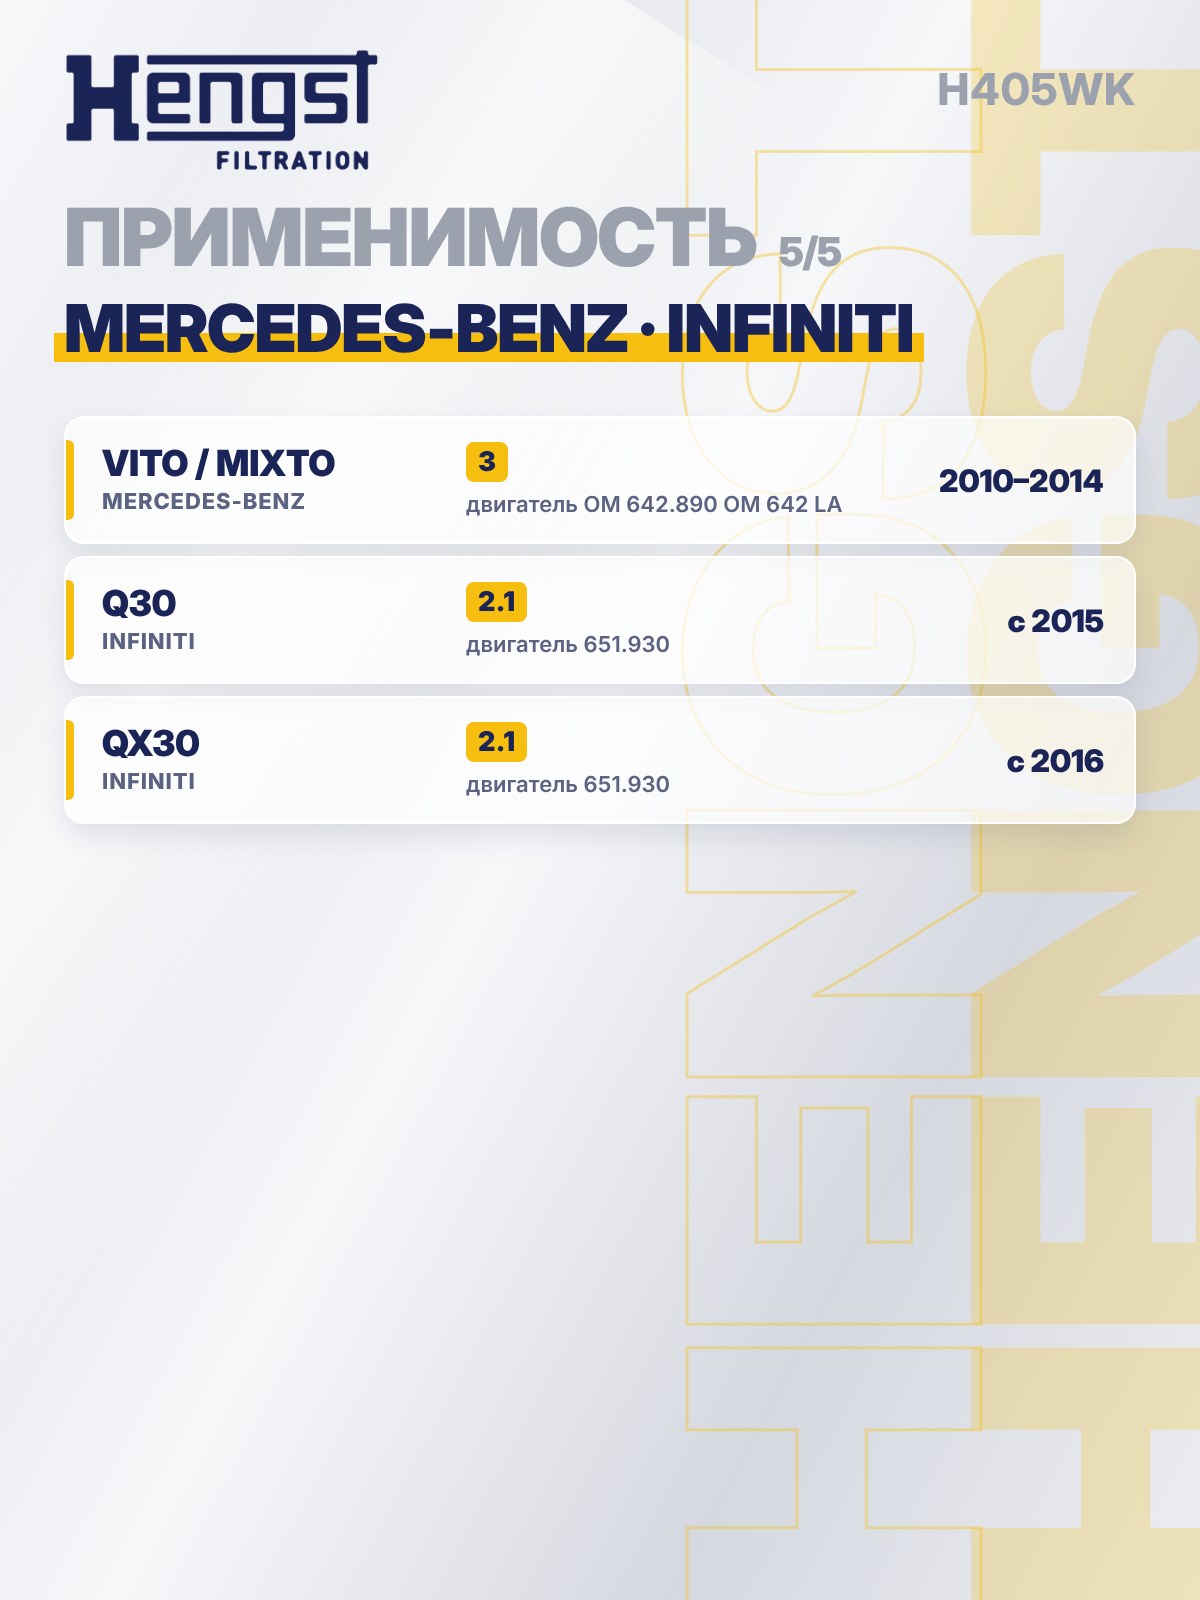 Hengst
FILTRATION
H405WK
ПРИМЕНИМОСТЬ 5/5
MERCEDES-BENZ · INFINITI
VITO / MIXTO
MERCEDES-BENZ
3
двигатель OM 642.890 OM 642 LA
2010–2014
Q30
INFINITI
2.1
двигатель 651.930
с 2015
QX30
INFINITI
2.1
двигатель 651.930
с 2016
HENGST
HENGST